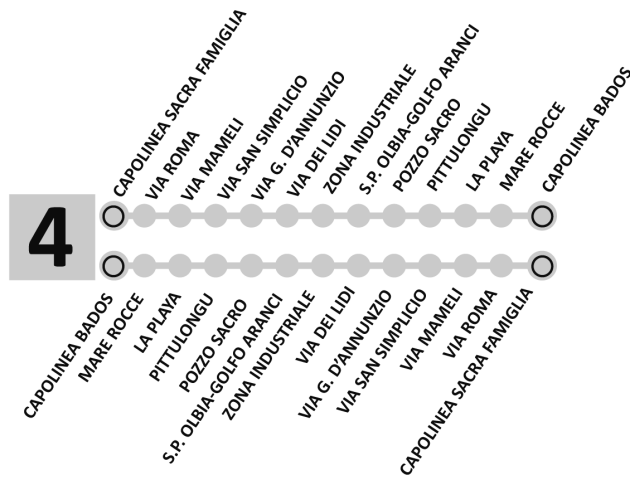 4
CAPOLINEA SACRA FAMIGLIA
VIA ROMA
VIA MAMELI
VIA SAN SIMPLICIO
VIA G. D'ANNUNZIO
VIA DEI LIDI
ZONA INDUSTRIALE
S.P. OLBIA-GOLFO ARANCI
POZZO SACRO
PITTULONGU
LA PLAYA
MARE ROCCE
CAPOLINEA BADOS
CAPOLINEA BADOS
MARE ROCCE
LA PLAYA
PITTULONGU
POZZO SACRO
S.P. OLBIA-GOLFO ARANCI
ZONA INDUSTRIALE
VIA DEI LIDI
VIA G. D'ANNUNZIO
VIA SAN SIMPLICIO
VIA MAMELI
VIA ROMA
CAPOLINEA SACRA FAMIGLIA